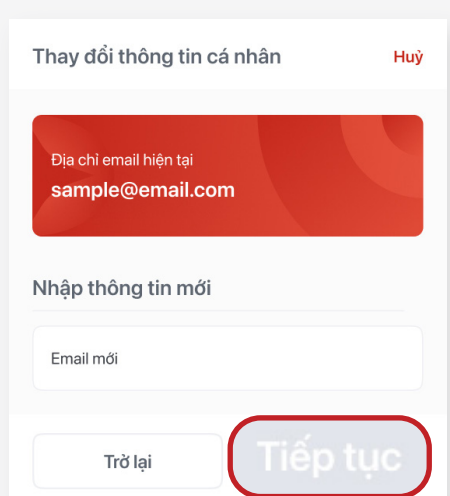 Thay đổi thông tin cá nhân Huỷ
Địa chỉ email hiện tại
sample@email.com
Nhập thông tin mới
Email mới
Trở lại Tiếp tục